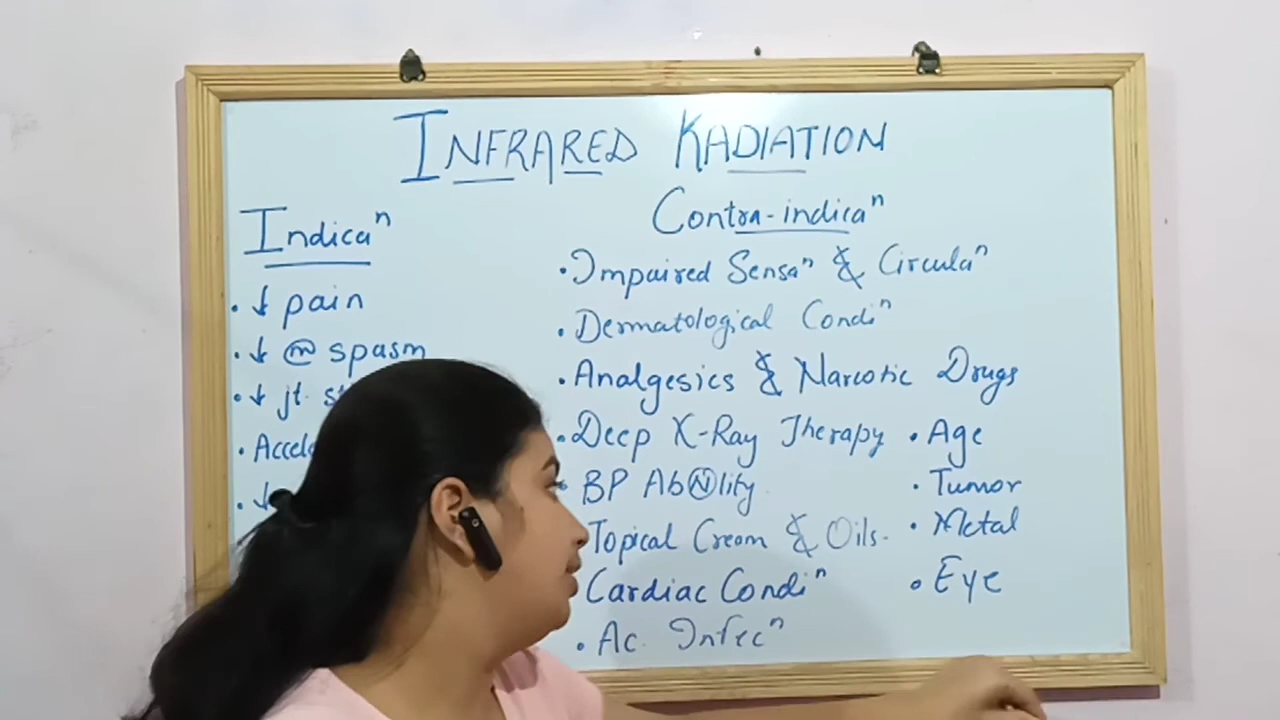 INFRARED RADIATION
Indicaⁿ
• ↓ pain
• ↓ ⓜ spasm
• ↓ jt.
•
• ↓
Contra-indicaⁿ
• Impaired Sensaⁿ & Circulaⁿ
• Dermatological Condiⁿ
• Analgesics & Narcotic Drugs
• Deep X-Ray Therapy
• BP AbⓃlity
Topical Cream & Oils.
Cardiac Condiⁿ
• Ac. Infecⁿ
• Age
• Tumor
• Metal
• Eye